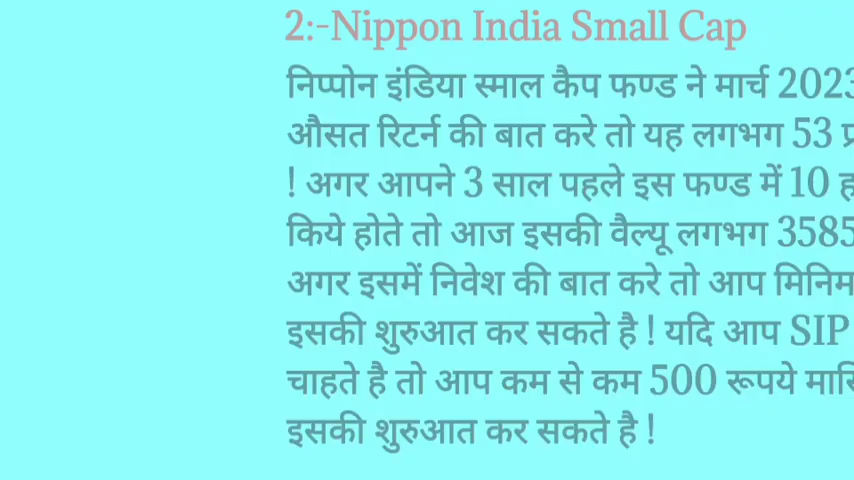 2:-Nippon India Small Cap
निप्पोन इंडिया स्माल कैप फण्ड ने मार्च 2023
औसत रिटर्न की बात करे तो यह लगभग 53
! अगर आपने 3 साल पहले इस फण्ड में 10
किये होते तो आज इसकी वैल्यू लगभग 3585
अगर इसमें निवेश की बात करे तो आप मिनिम
इसकी शुरुआत कर सकते है ! यदि आप SIP
चाहते है तो आप कम से कम 500 रूपये मासि
इसकी शुरुआत कर सकते है !